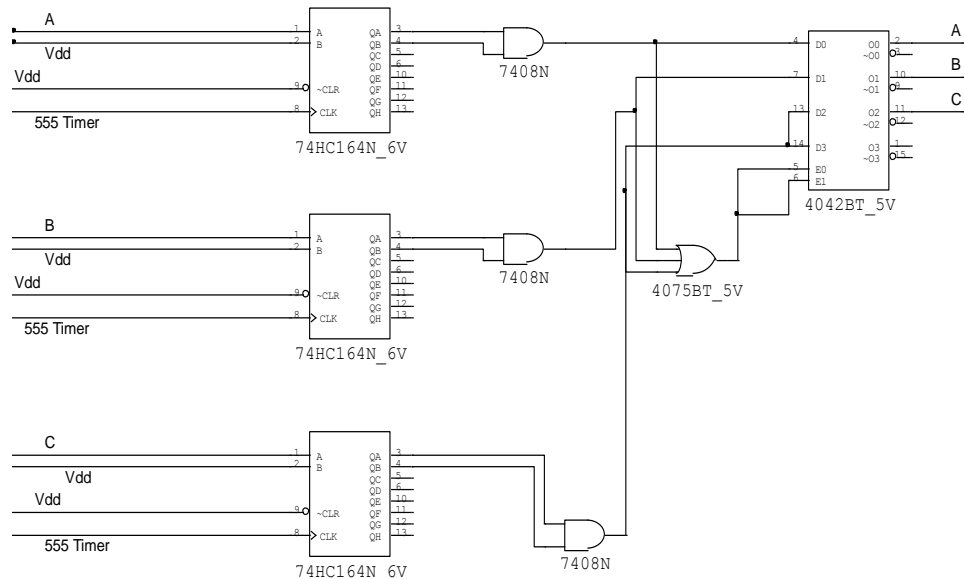 A
Vdd
Vdd
555 Timer
1 A QA 3
2 B QB 4
QC 5
QD 6
QE 10
9 ~CLR QF 11
QG 12
8 CLK QH 13
74HC164N_6V
7408N
B
Vdd
Vdd
555 Timer
1 A QA 3
2 B QB 4
QC 5
QD 6
QE 10
9 ~CLR QF 11
QG 12
8 CLK QH 13
74HC164N_6V
7408N
C
Vdd
Vdd
555 Timer
1 A QA 3
2 B QB 4
QC 5
QD 6
QE 10
9 ~CLR QF 11
QG 12
8 CLK QH 13
74HC164N_6V
7408N
4075BT_5V
4 D0 O0 2
~O0 3
7 D1 O1 10
~O1 9
13 D2 O2 11
~O2 12
14 D3 O3 1
~O3 15
5 E0
6 E1
4042BT_5V
A
B
C